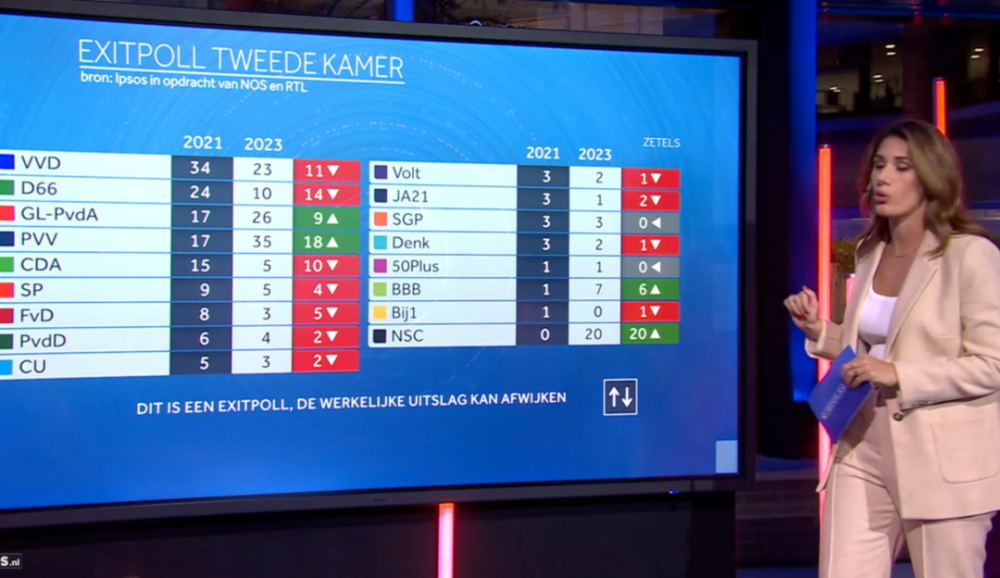 EXITPOLL TWEEDE KAMER
bron: Ipsos in opdracht van NOS en RTL
2021 2023
VVD 34 23 11▼
D66 24 10 14▼
GL-PvdA 17 26 9▲
PVV 17 35 18▲
CDA 15 5 10▼
SP 9 5 4▼
FvD 8 3 5▼
PvdD 6 4 2▼
CU 5 3 2▼
2021 2023 ZETELS
Volt 3 2 1▼
JA21 3 1 2▼
SGP 3 3 0◀
Denk 3 2 1▼
50Plus 1 1 0◀
BBB 1 7 6▲
Bij1 1 0 1▼
NSC 0 20 20▲
DIT IS EEN EXITPOLL, DE WERKELIJKE UITSLAG KAN AFWIJKEN
S.nl